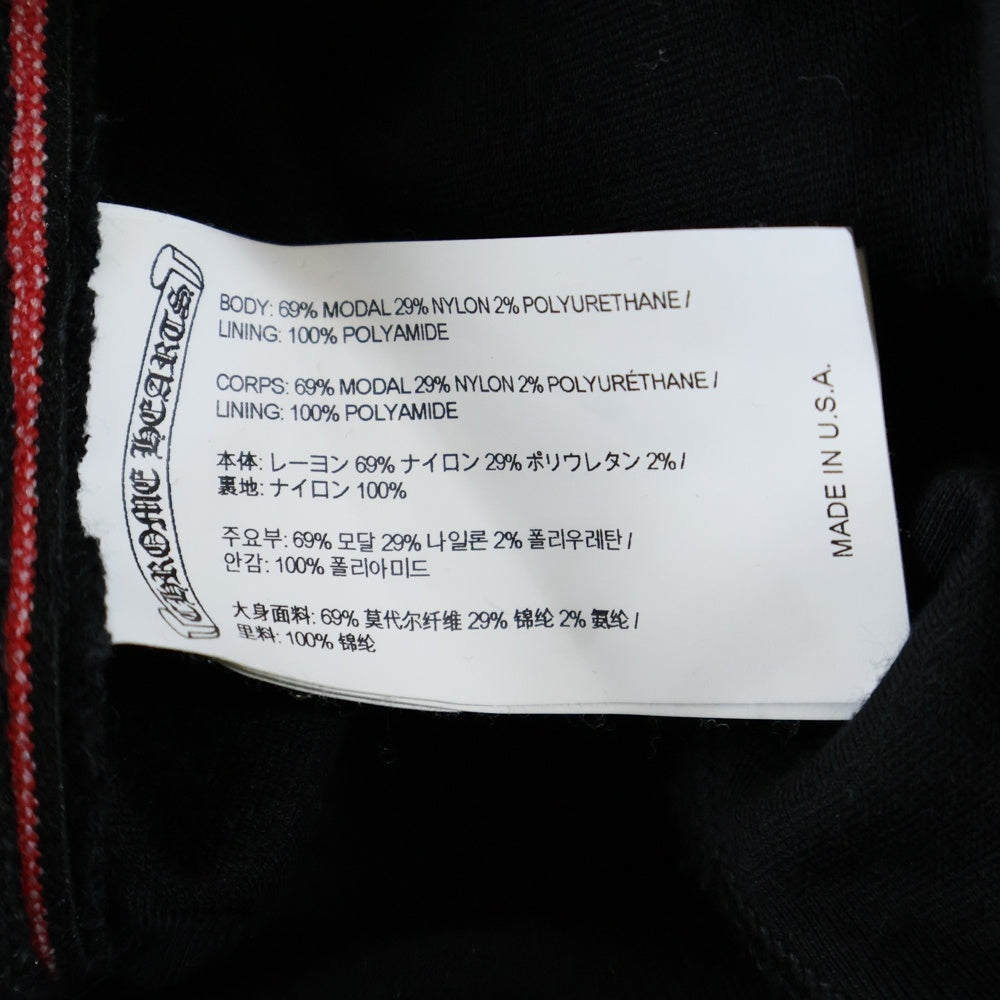 CHROME HEARTS
BODY: 69% MODAL 29% NYLON 2% POLYURETHANE /
LINING: 100% POLYAMIDE
CORPS: 69% MODAL 29% NYLON 2% POLYURÉTHANE /
LINING: 100% POLYAMIDE
本体: レーヨン 69% ナイロン 29% ポリウレタン 2% /
裏地: ナイロン 100%
주요부: 69% 모달 29% 나일론 2% 폴리우레탄 /
안감: 100% 폴리아미드
大身面料: 69% 莫代尔纤维 29% 锦纶 2% 氨纶 /
里料: 100% 锦纶
MADE IN U.S.A.